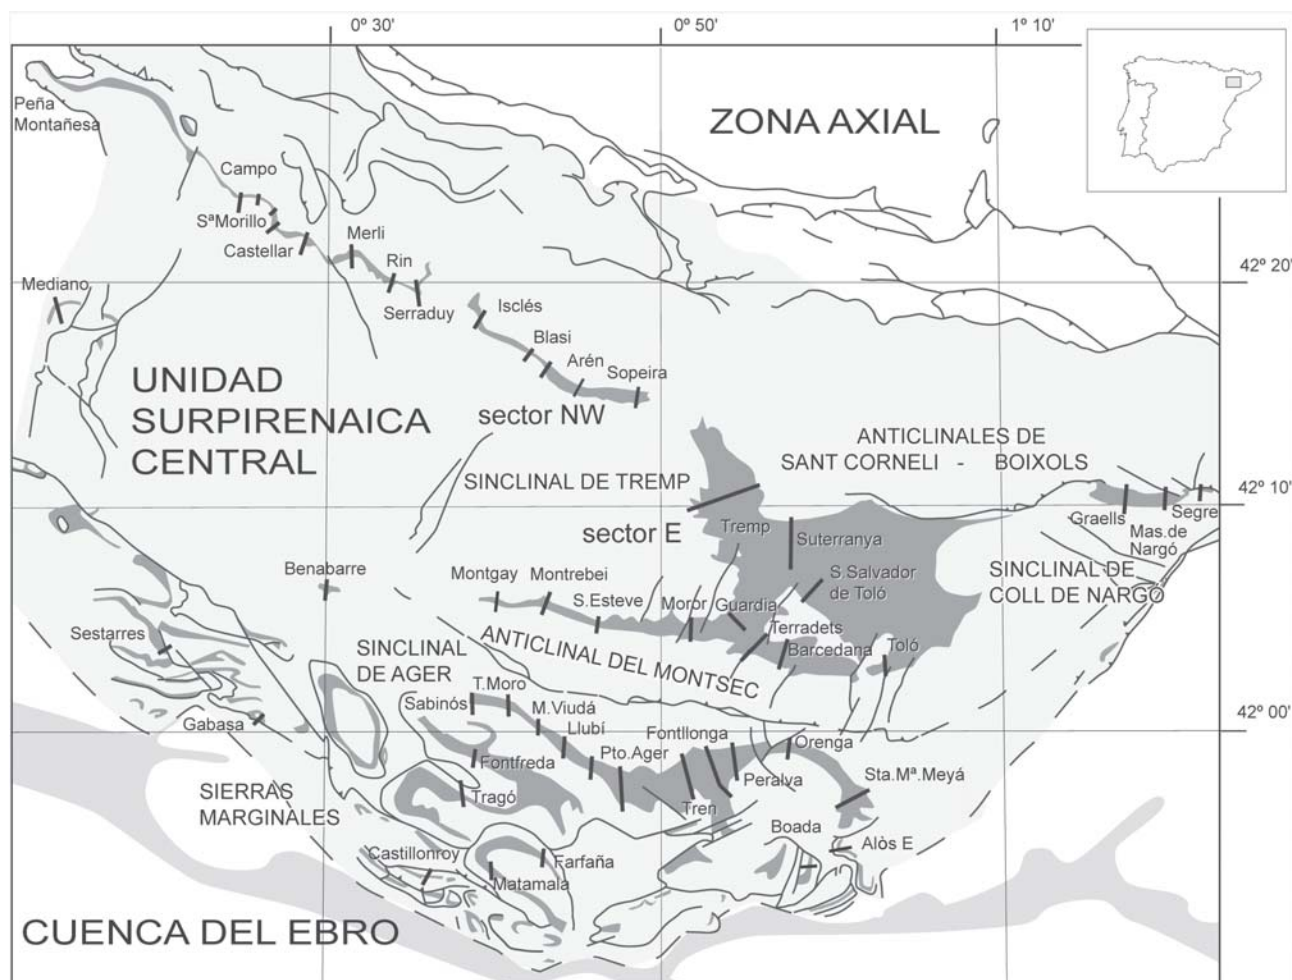 0º 30'
0º 50'
1º 10'
Peña
Montañesa
ZONA AXIAL
Campo
SªMorillo
Castellar
Merli
Rin
Serraduy
Mediano
42º 20'
Isclés
Blasi
Arén
Sopeira
UNIDAD
SURPIRENAICA
CENTRAL
sector NW
ANTICLINALES DE
SANT CORNELI - BOIXOLS
SINCLINAL DE TREMP
42º 10'
sector E
Tremp
Suterranya
Graells
Mas.de
Nargó
Segre
SINCLINAL DE
COLL DE NARGÓ
Benabarre
Montgay
Montrebei
S.Esteve
Moror
Guardia
S.Salvador
de Toló
Terradets
Barcedana
Toló
Sestarres
SINCLINAL
DE AGER
ANTICLINAL DEL MONTSEC
T.Moro
Sabinós
M.Viudá
Llubí
Gabasa
42º 00'
Fontllonga
Orenga
Pto.Ager
Fontfreda
Peralva
Sta.Mª.Meyá
Tragó
Tren
SIERRAS
MARGINALES
Boada
Alòs E
Castillonroy
Farfaña
Matamala
CUENCA DEL EBRO